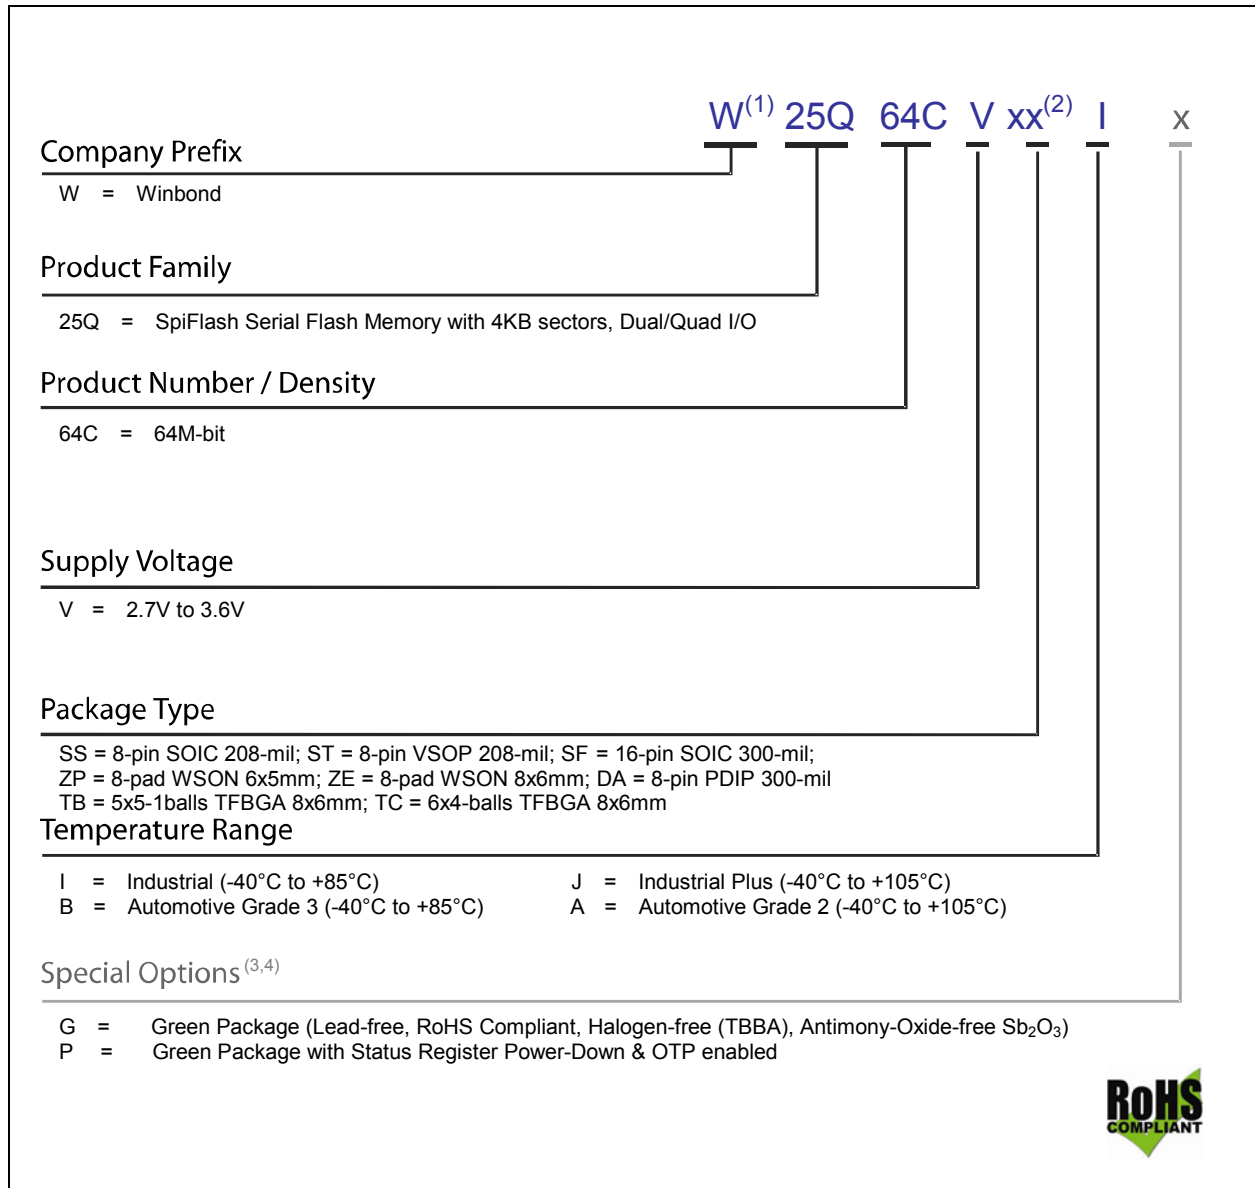 W(1) 25Q 64C V xx(2) I x
Company Prefix
W = Winbond
Product Family
25Q = SpiFlash Serial Flash Memory with 4KB sectors, Dual/Quad I/O
Product Number / Density
64C = 64M-bit
Supply Voltage
V = 2.7V to 3.6V
Package Type
SS = 8-pin SOIC 208-mil; ST = 8-pin VSOP 208-mil; SF = 16-pin SOIC 300-mil;
ZP = 8-pad WSON 6x5mm; ZE = 8-pad WSON 8x6mm; DA = 8-pin PDIP 300-mil
TB = 5x5-1balls TFBGA 8x6mm; TC = 6x4-balls TFBGA 8x6mm
Temperature Range
I = Industrial (-40°C to +85°C) J = Industrial Plus (-40°C to +105°C)
B = Automotive Grade 3 (-40°C to +85°C) A = Automotive Grade 2 (-40°C to +105°C)
Special Options (3,4)
G = Green Package (Lead-free, RoHS Compliant, Halogen-free (TBBA), Antimony-Oxide-free Sb₂O₃)
P = Green Package with Status Register Power-Down & OTP enabled
RoHS
COMPLIANT